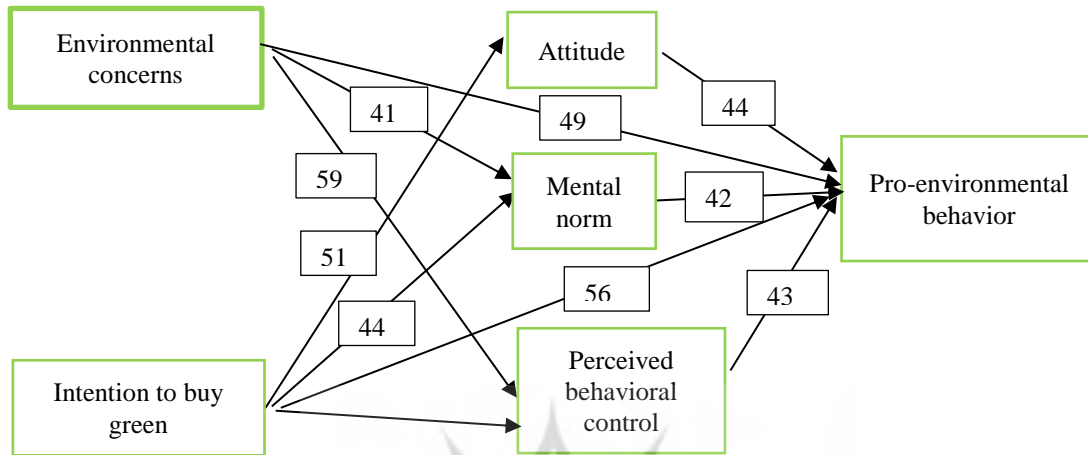 Environmental
concerns
Attitude
44
41
49
Pro-environmental
behavior
59
Mental
norm
42
51
56
43
44
Perceived
behavioral
control
Intention to buy
green